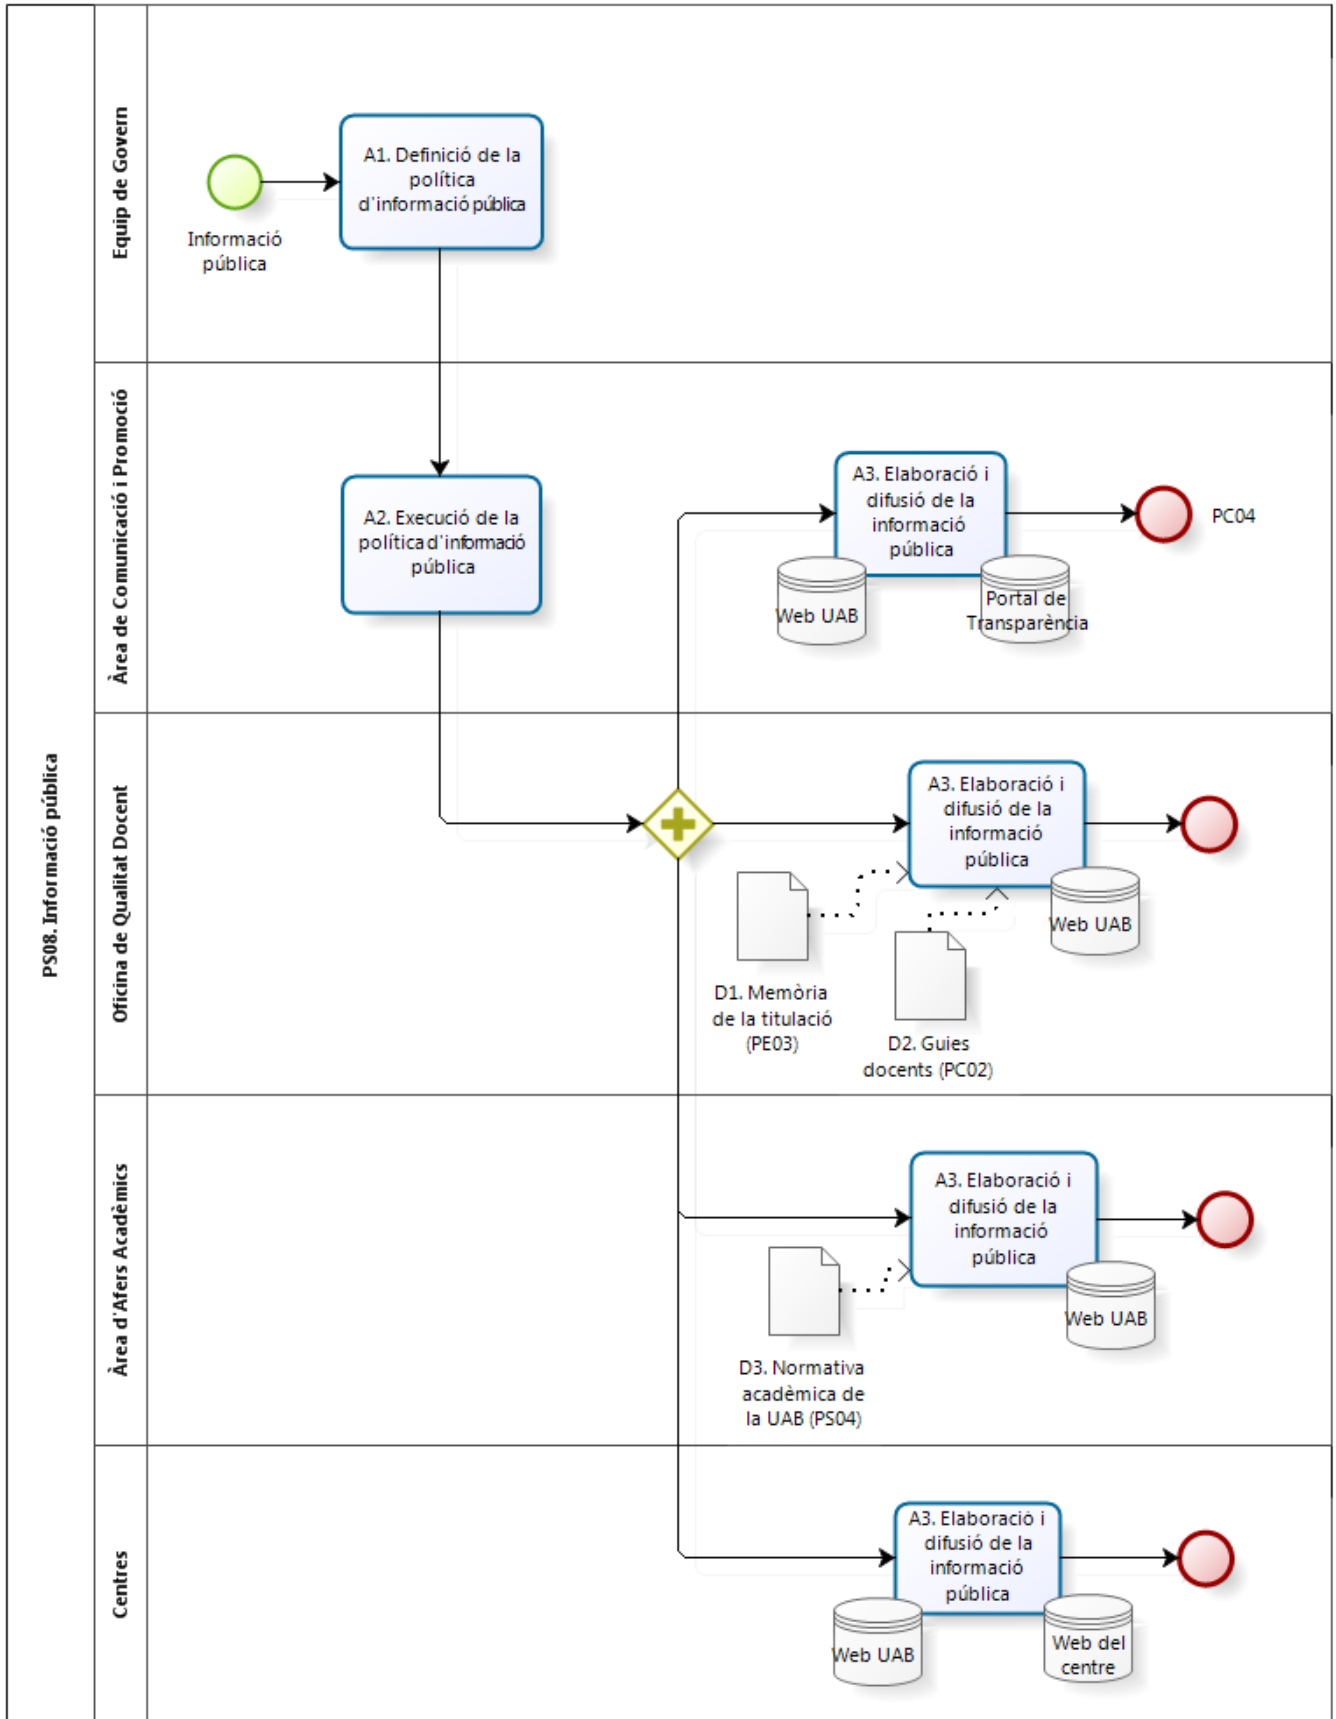 PS08. Informació pública
Equip de Govern
Informació
pública
A1. Definició de la
política
d'informació pública
Àrea de Comunicació i Promoció
A2. Execució de la
política d'informació
pública
A3. Elaboració i
difusió de la
informació
pública
Web UAB
Portal de
Transparència
PC04
Oficina de Qualitat Docent
A3. Elaboració i
difusió de la
informació
pública
Web UAB
D1. Memòria
de la titulació
(PE03)
D2. Guies
docents (PC02)
Àrea d'Afers Acadèmics
A3. Elaboració i
difusió de la
informació
pública
Web UAB
D3. Normativa
acadèmica de
la UAB (PS04)
Centres
A3. Elaboració i
difusió de la
informació
pública
Web UAB
Web del
centre